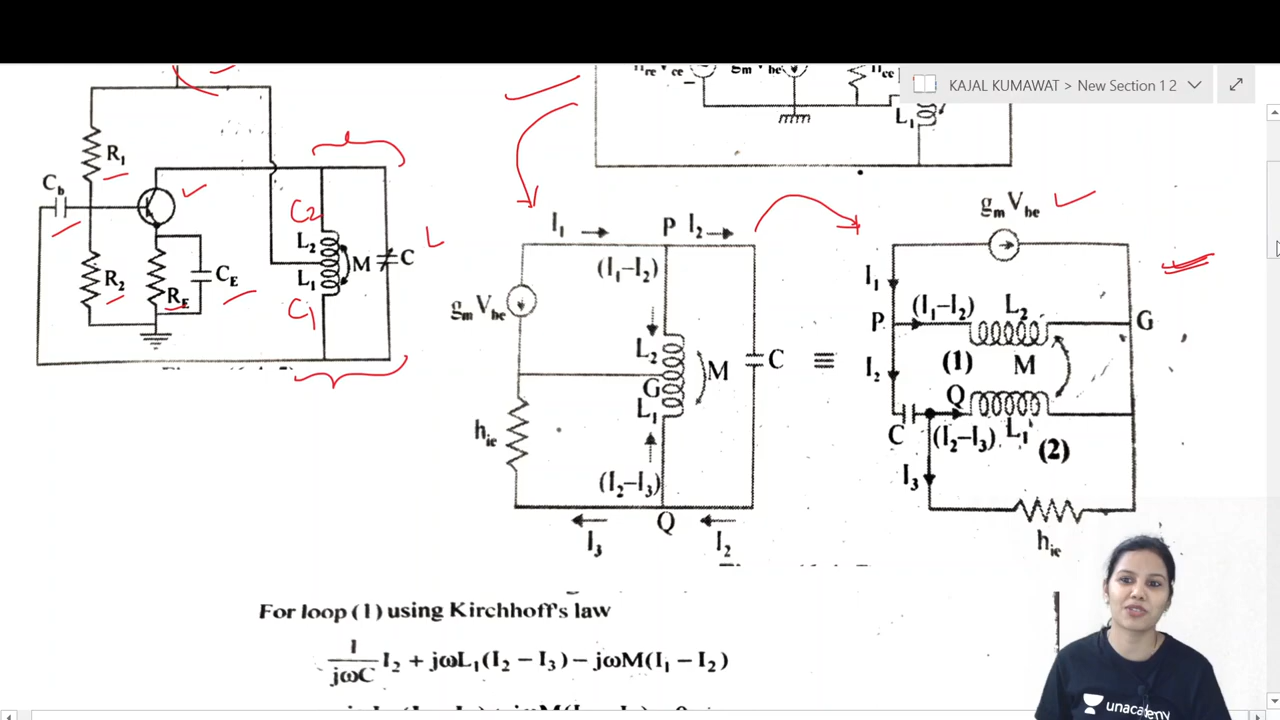 KAJAL KUMAWAT > New Section 1 2
gm Vbe
L1
R1
Cb
R2
RE
CE
C2
L2
M
C
L1
C1
L
I1
P I2
(I1–I2)
gm Vbe
L2
M
C
G
L1
hie
(I2–I3)
Q
I3
I2
≡
gm Vbe
I1
(I1–I2)
L2
P
G
I2
(1)
M
Q
C
(I2–I3)
L1
(2)
I3
hie
For loop (1) using Kirchhoff's law
1/jωC I2 + jωL1(I2 – I3) – jωM(I1 – I2)
unacademy